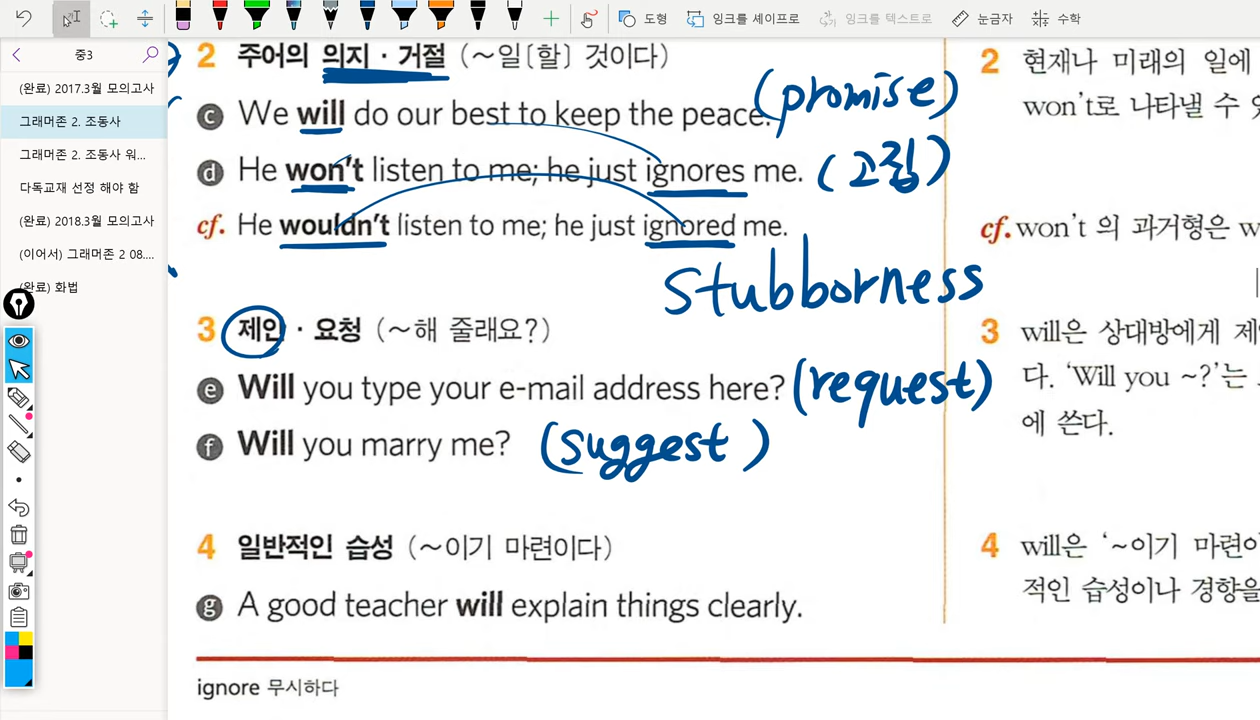 도형
잉크를 셰이프로
잉크를 텍스트로
눈금자
수학
중3
(완료) 2017.3월 모의고사
그래머존 2. 조동사
그래머존 2. 조동사 워...
다독교재 선정 해야 함
(완료) 2018.3월 모의고사
(이어서) 그래머존 2 08....
(완료) 화법
2 주어의 의지 · 거절 (～일[할] 것이다)
c We will do our best to keep the peace. (promise)
d He won't listen to me; he just ignores me. (고집)
cf. He wouldn't listen to me; he just ignored me.
Stubborness
3 제안 · 요청 (～해 줄래요?)
e Will you type your e-mail address here? (request)
f Will you marry me? (suggest)
4 일반적인 습성 (～이기 마련이다)
g A good teacher will explain things clearly.
ignore 무시하다
2 현재나 미래의 일에
won't로 나타낼 수
cf. won't 의 과거형은 w
3 will은 상대방에게
다. 'Will you ~?'는
에 쓴다.
4 will은 '~이기
적인 습성이나 경향을